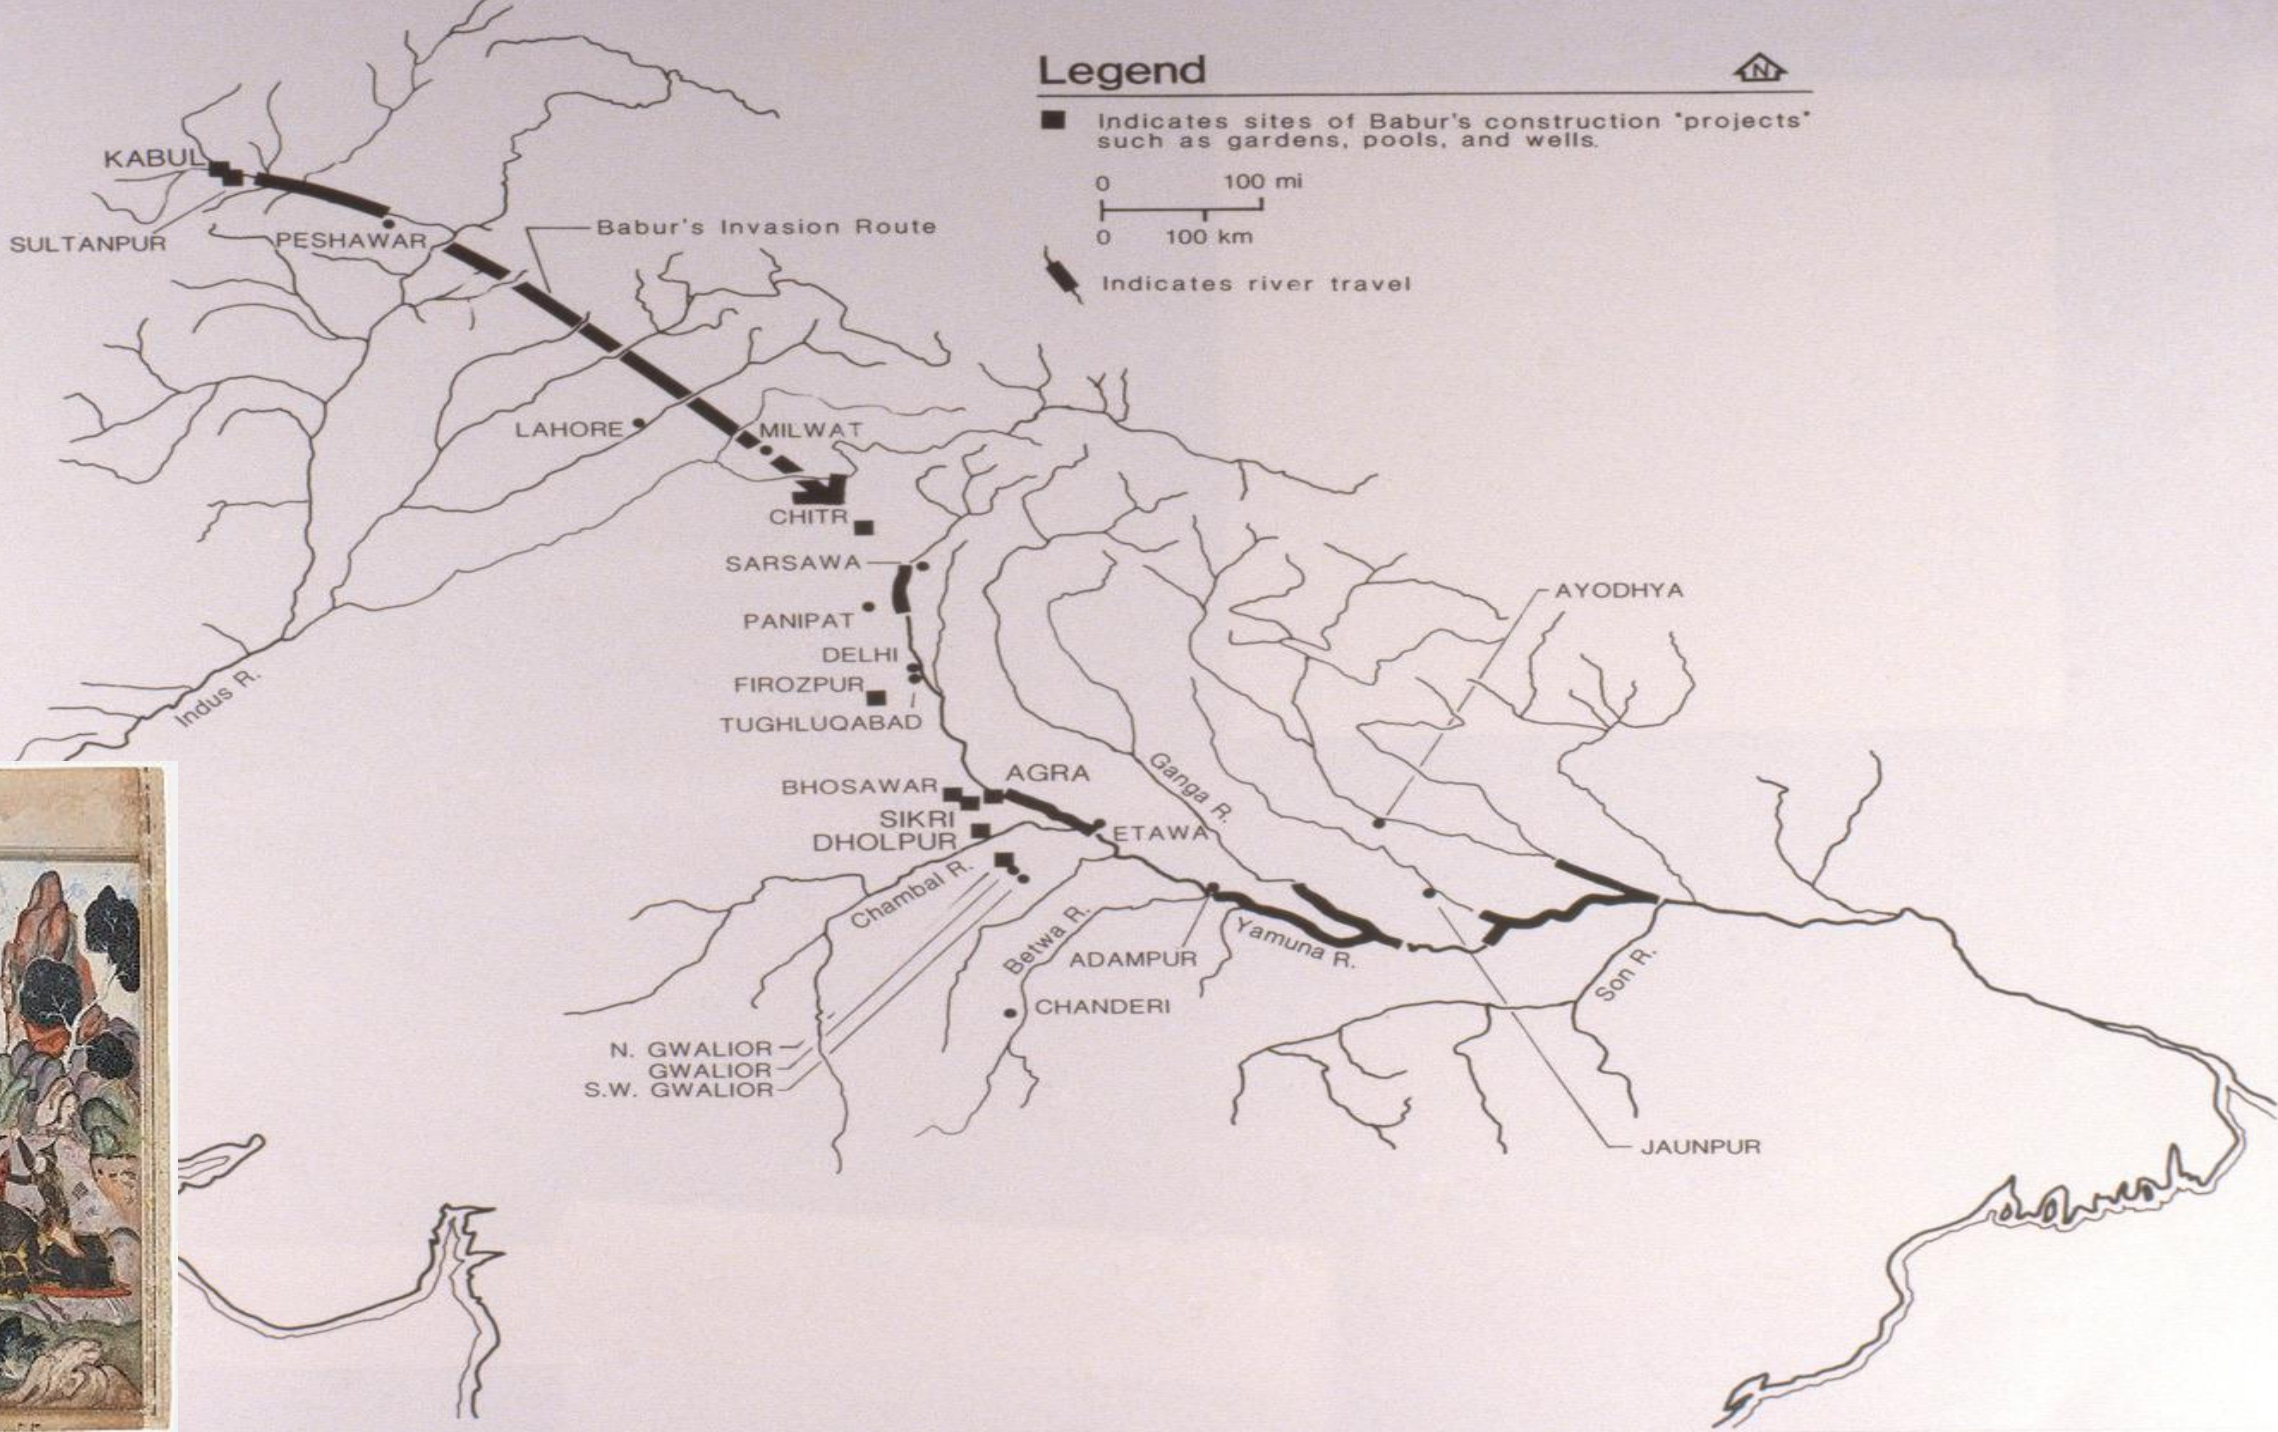 Legend
N
Indicates sites of Babur's construction "projects"
such as gardens, pools, and wells.
0 100 mi
0 100 km
Indicates river travel
KABUL
SULTANPUR
PESHAWAR
Babur's Invasion Route
LAHORE
MILWAT
CHITR
SARSAWA
PANIPAT
DELHI
FIROZPUR
TUGHLUQABAD
AYODHYA
Indus R.
Ganga R.
BHOSAWAR
AGRA
SIKRI
DHOLPUR
ETAWA
Chambal R.
Betwa R.
ADAMPUR
Yamuna R.
Son R.
CHANDERI
N. GWALIOR
GWALIOR
S.W. GWALIOR
JAUNPUR